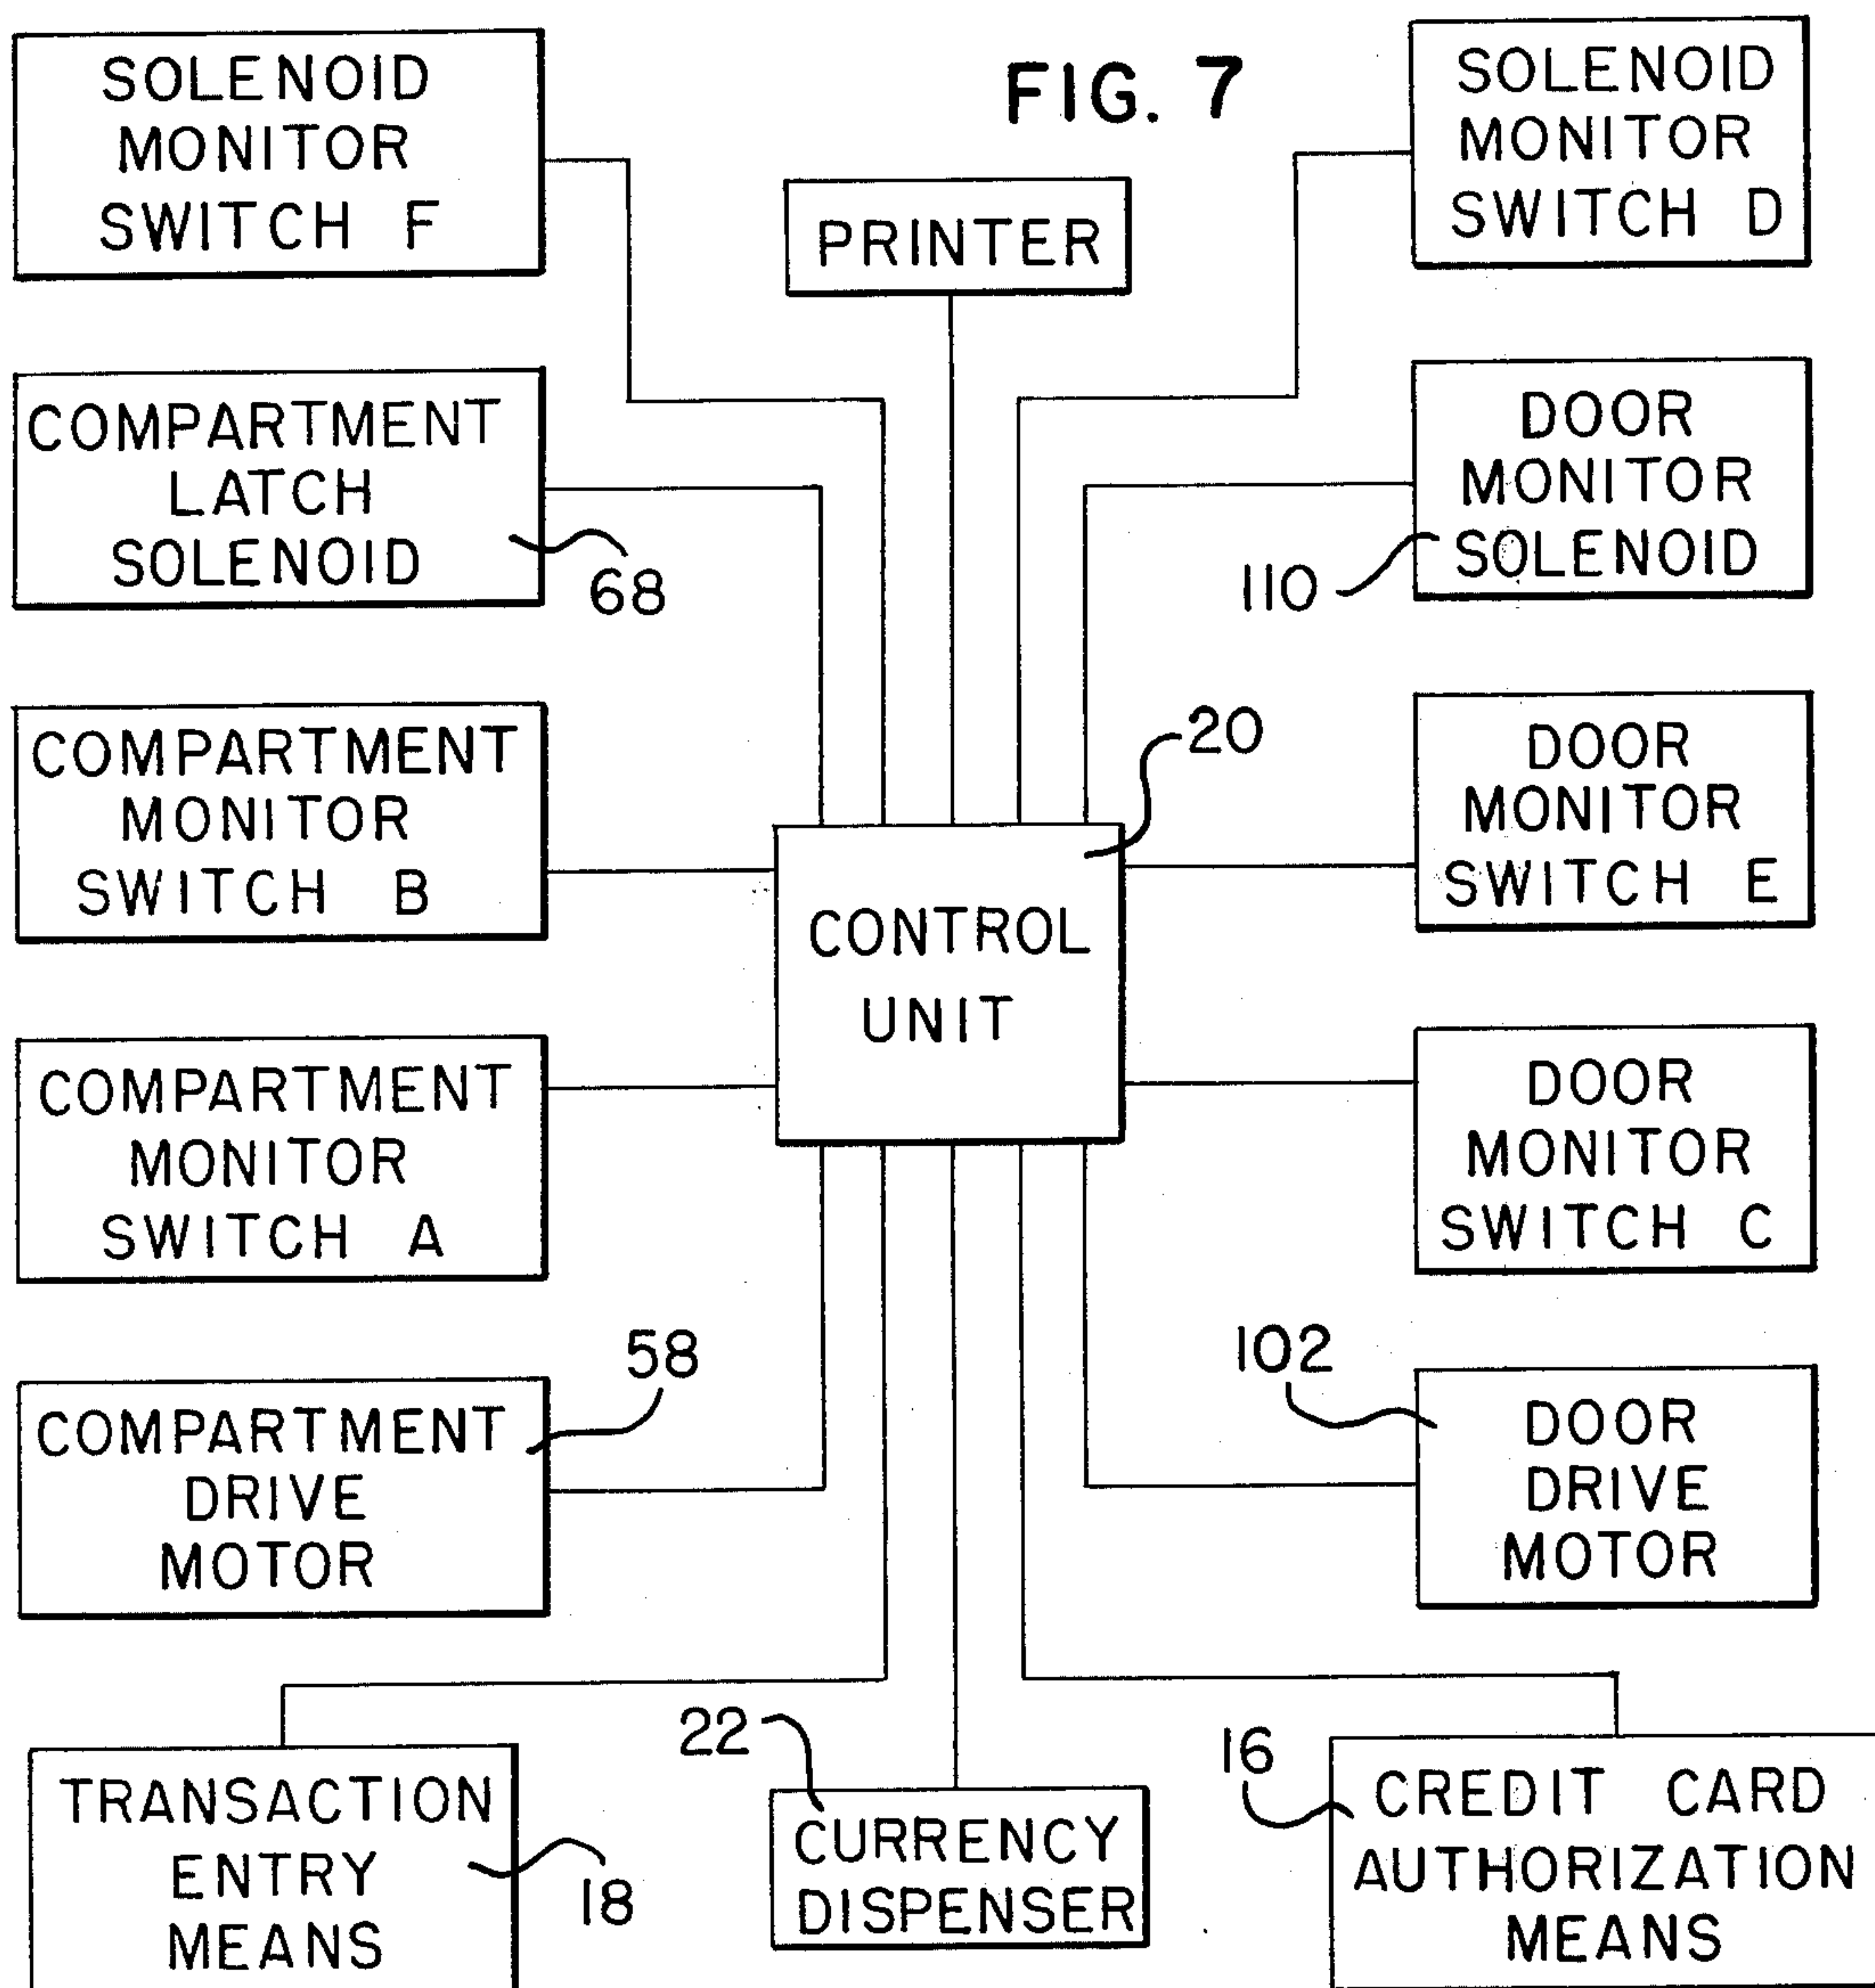 FIG. 7
SOLENOID
MONITOR
SWITCH F
PRINTER
SOLENOID
MONITOR
SWITCH D
COMPARTMENT
LATCH
SOLENOID
68
DOOR
MONITOR
SOLENOID
110
COMPARTMENT
MONITOR
SWITCH B
20
DOOR
MONITOR
SWITCH E
CONTROL
UNIT
COMPARTMENT
MONITOR
SWITCH A
DOOR
MONITOR
SWITCH C
58
COMPARTMENT
DRIVE
MOTOR
102
DOOR
DRIVE
MOTOR
TRANSACTION
ENTRY
MEANS
18
22
CURRENCY
DISPENSER
16
CREDIT CARD
AUTHORIZATION
MEANS